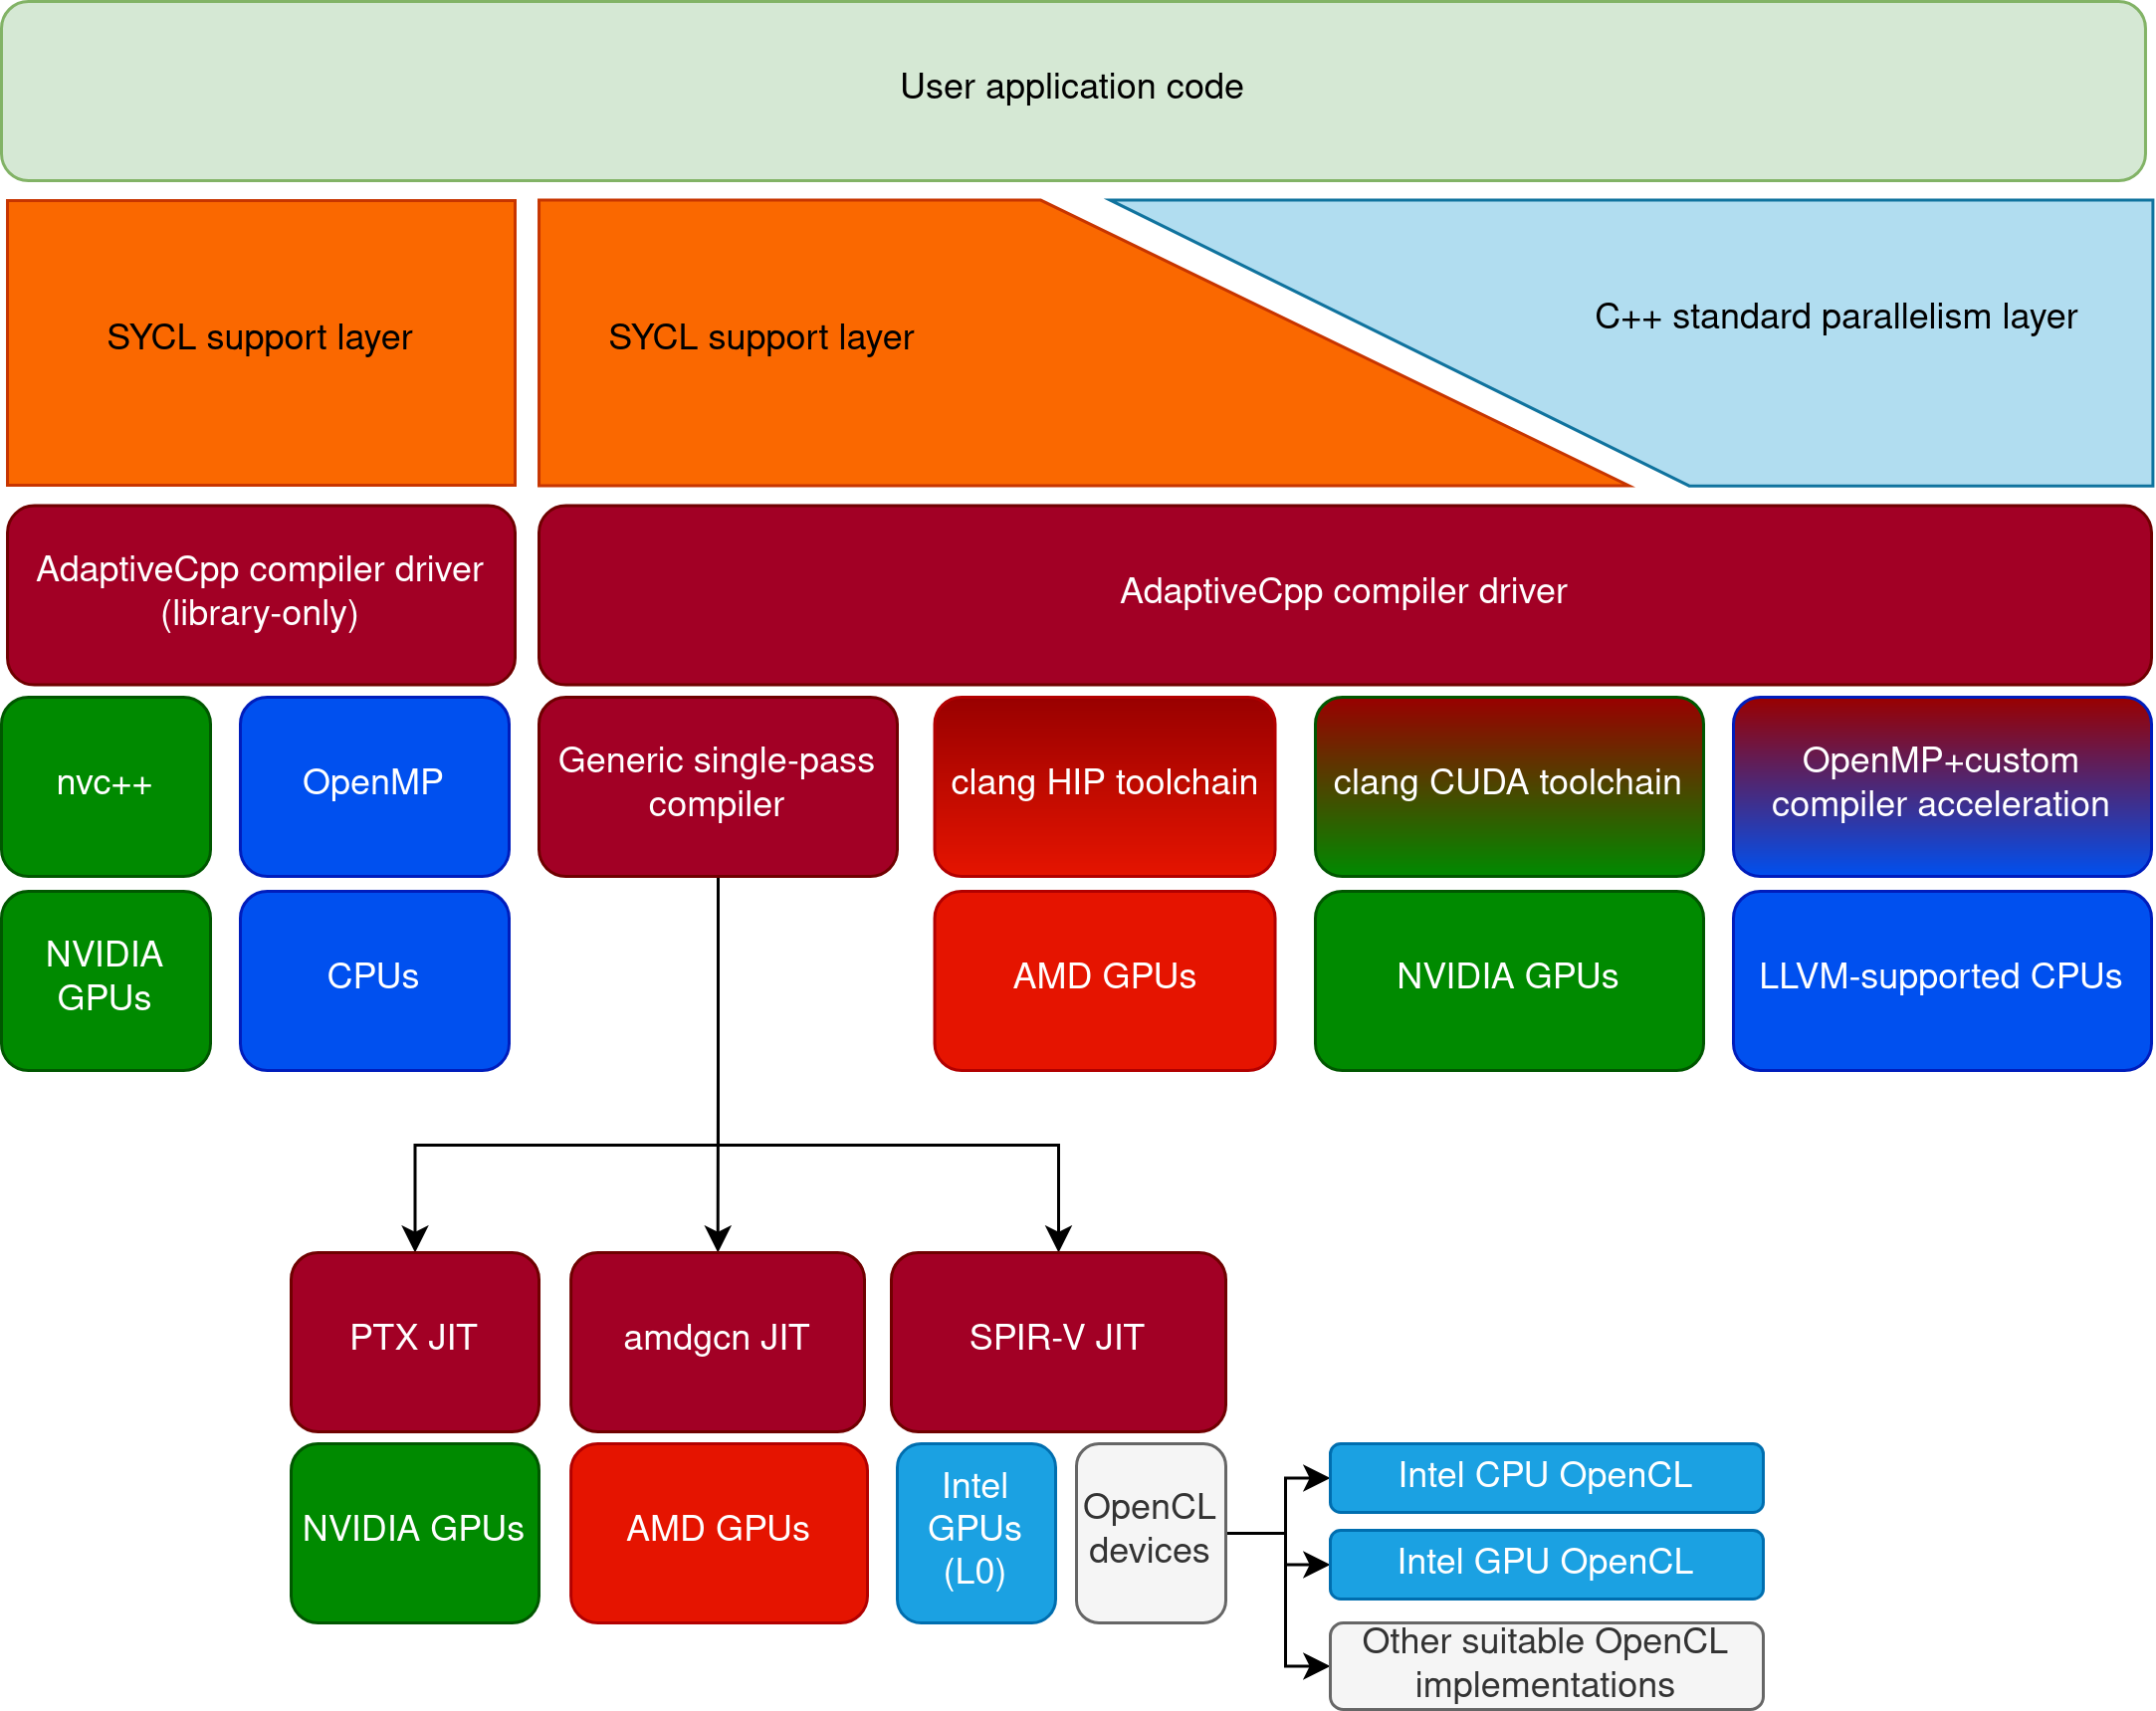 User application code
SYCL support layer
SYCL support layer
C++ standard parallelism layer
AdaptiveCpp compiler driver
(library-only)
AdaptiveCpp compiler driver
nvc++
OpenMP
Generic single-pass
compiler
clang HIP toolchain
clang CUDA toolchain
OpenMP+custom
compiler acceleration
NVIDIA
GPUs
CPUs
AMD GPUs
NVIDIA GPUs
LLVM-supported CPUs
PTX JIT
amdgcn JIT
SPIR-V JIT
NVIDIA GPUs
AMD GPUs
Intel
GPUs
(L0)
OpenCL
devices
Intel CPU OpenCL
Intel GPU OpenCL
Other suitable OpenCL
implementations